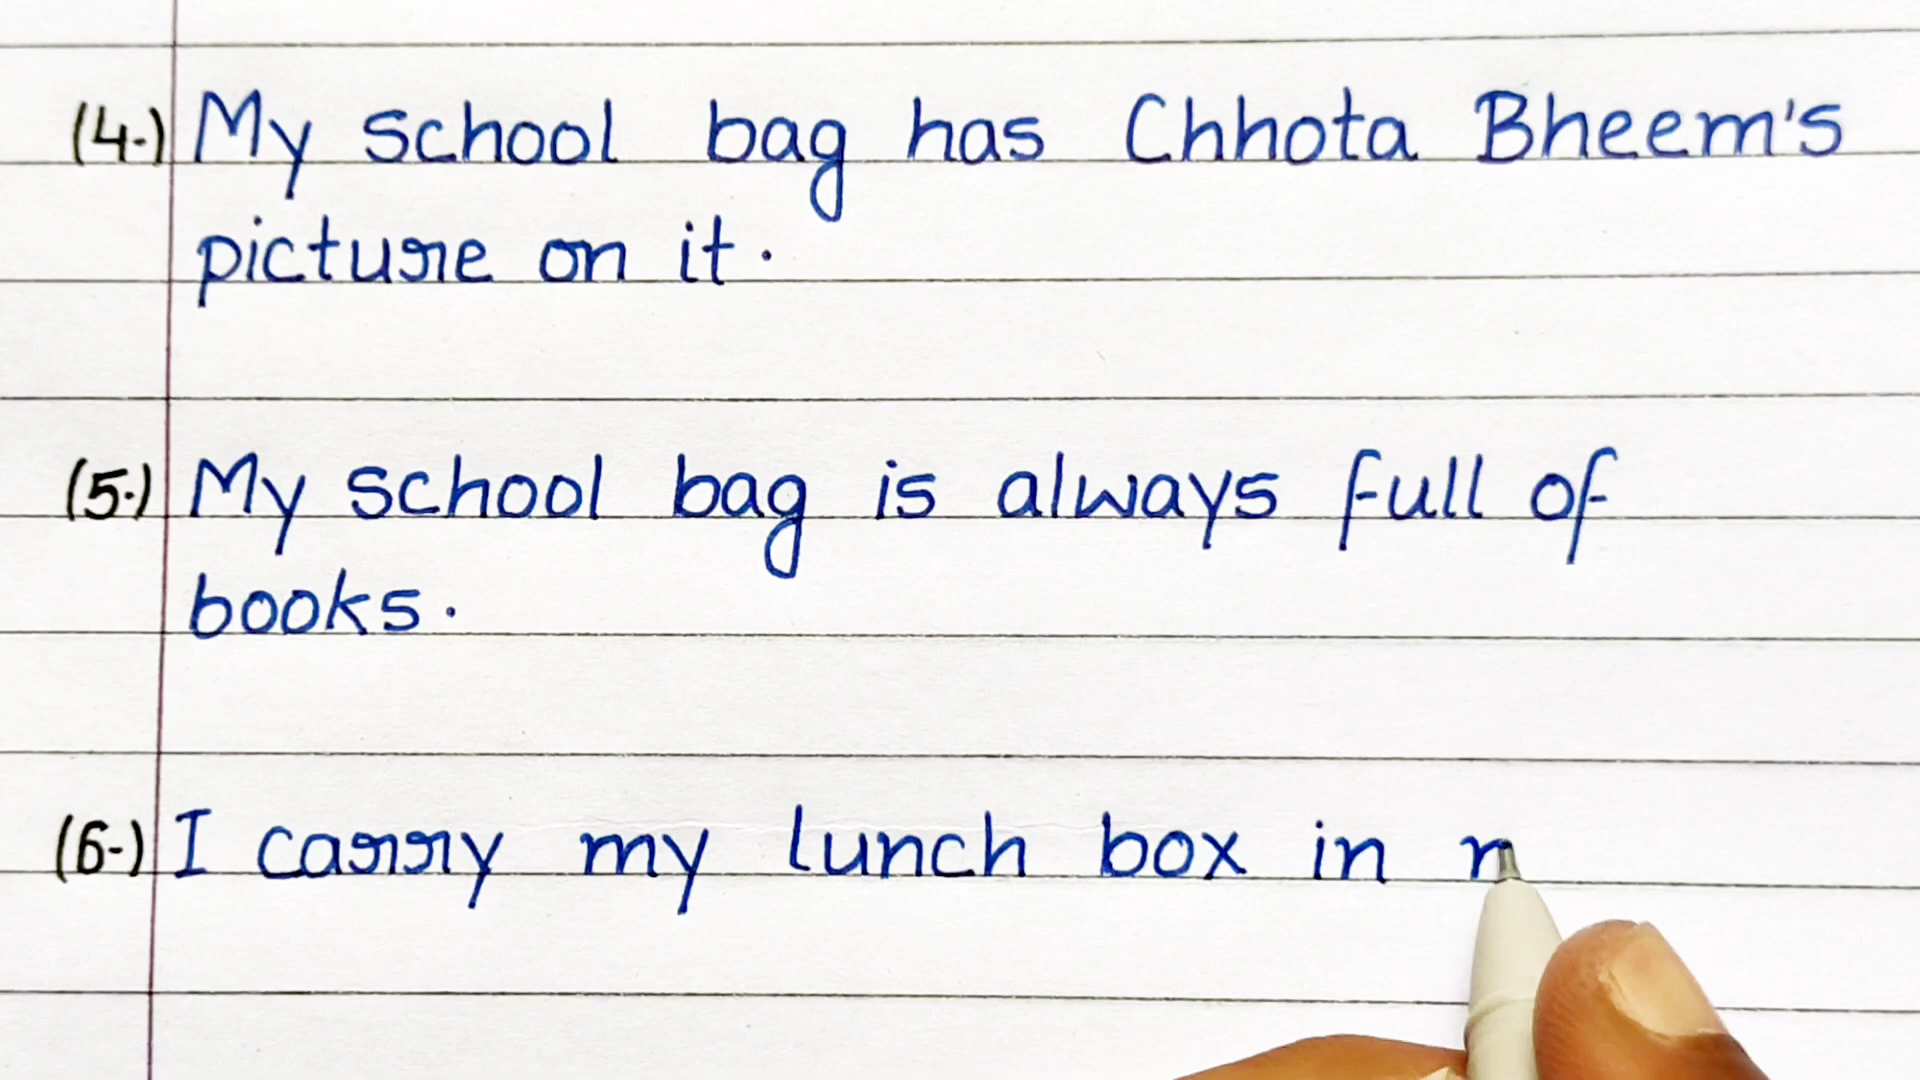 (4.) My school bag has Chhota Bheem's
picture on it.
(5.) My school bag is always full of
books.
(6.) I carry my lunch box in